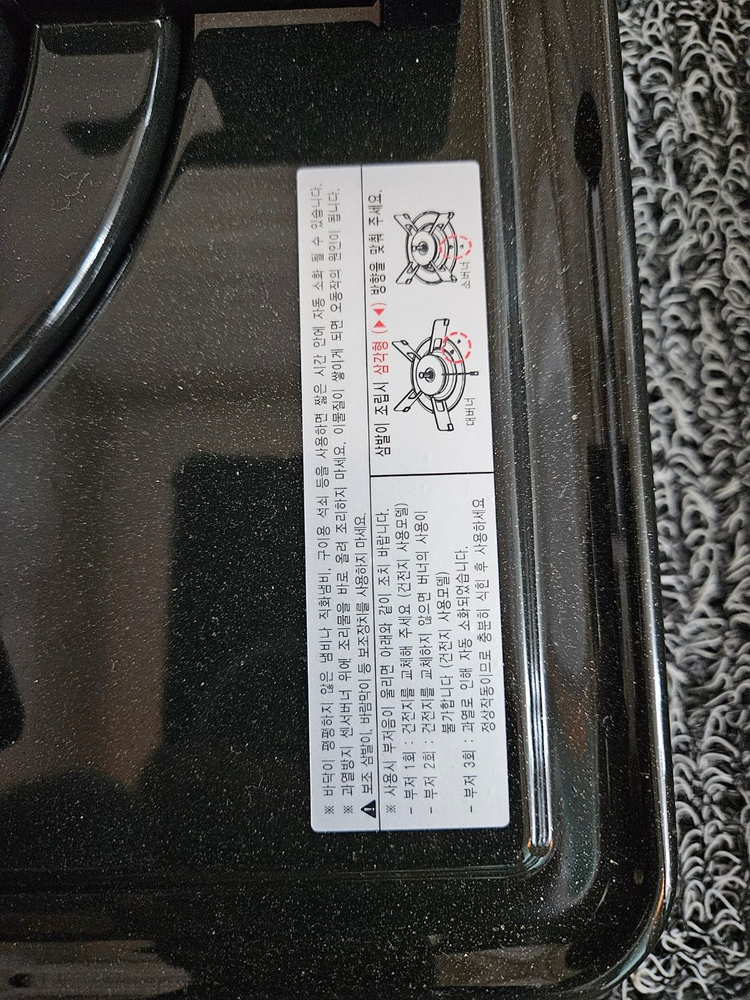 ※ 바닥이 평평하지 않은 냄비나 직화냄비, 구이용 석쇠 등을 사용하면 짧은 시간 안에 자동 소화 될 수 있습니다.
※ 과열방지 센서버너 위에 조리물을 바로 올려 조리하지 마세요. 이물질이 쌓이게 되면 오동작의 원인이 됩니다.
⚠ 보조 삼발이, 바람막이 등 보조장치를 사용하지 마세요.
※ 사용시 부저음이 울리면 아래와 같이 조치 바랍니다.
- 부저 1회 : 건전지를 교체해 주세요 (건전지 사용모델)
- 부저 2회 : 건전지를 교체하지 않으면 버너의 사용이
불가합니다 (건전지 사용모델)
- 부저 3회 : 과열로 인해 자동 소화되었습니다.
정상작동이므로 충분히 식힌 후 사용하세요
삼발이 조립시 삼각형 (▶◀) 방향을 맞춰 주세요.
대버너
소버너